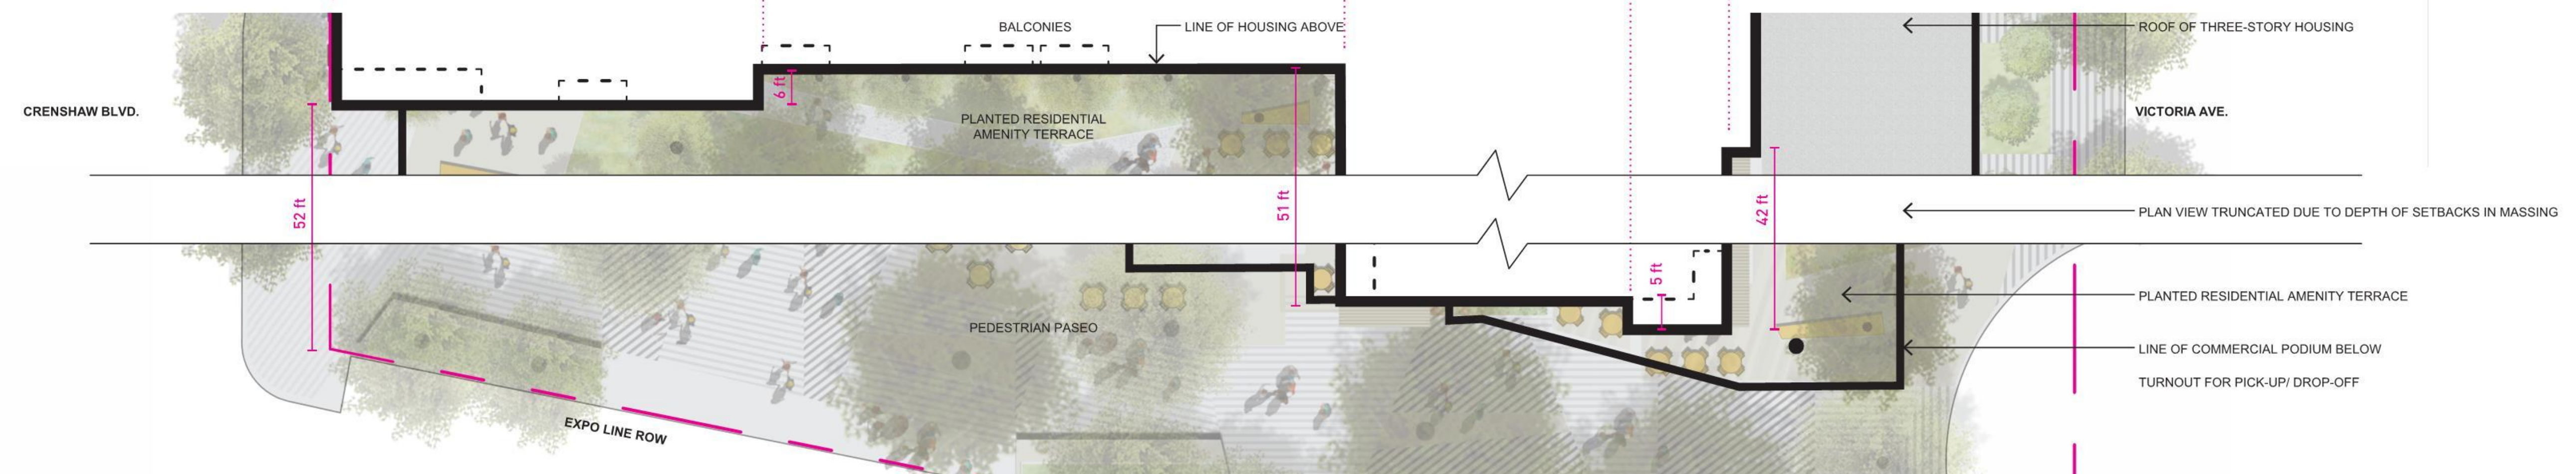 BALCONIES
LINE OF HOUSING ABOVE
ROOF OF THREE-STORY HOUSING
6 ft
CRENSHAW BLVD.
PLANTED RESIDENTIAL
AMENITY TERRACE
VICTORIA AVE.
52 ft
51 ft
42 ft
PLAN VIEW TRUNCATED DUE TO DEPTH OF SETBACKS IN MASSING
5 ft
PLANTED RESIDENTIAL AMENITY TERRACE
PEDESTRIAN PASEO
LINE OF COMMERCIAL PODIUM BELOW
TURNOUT FOR PICK-UP/ DROP-OFF
EXPO LINE ROW